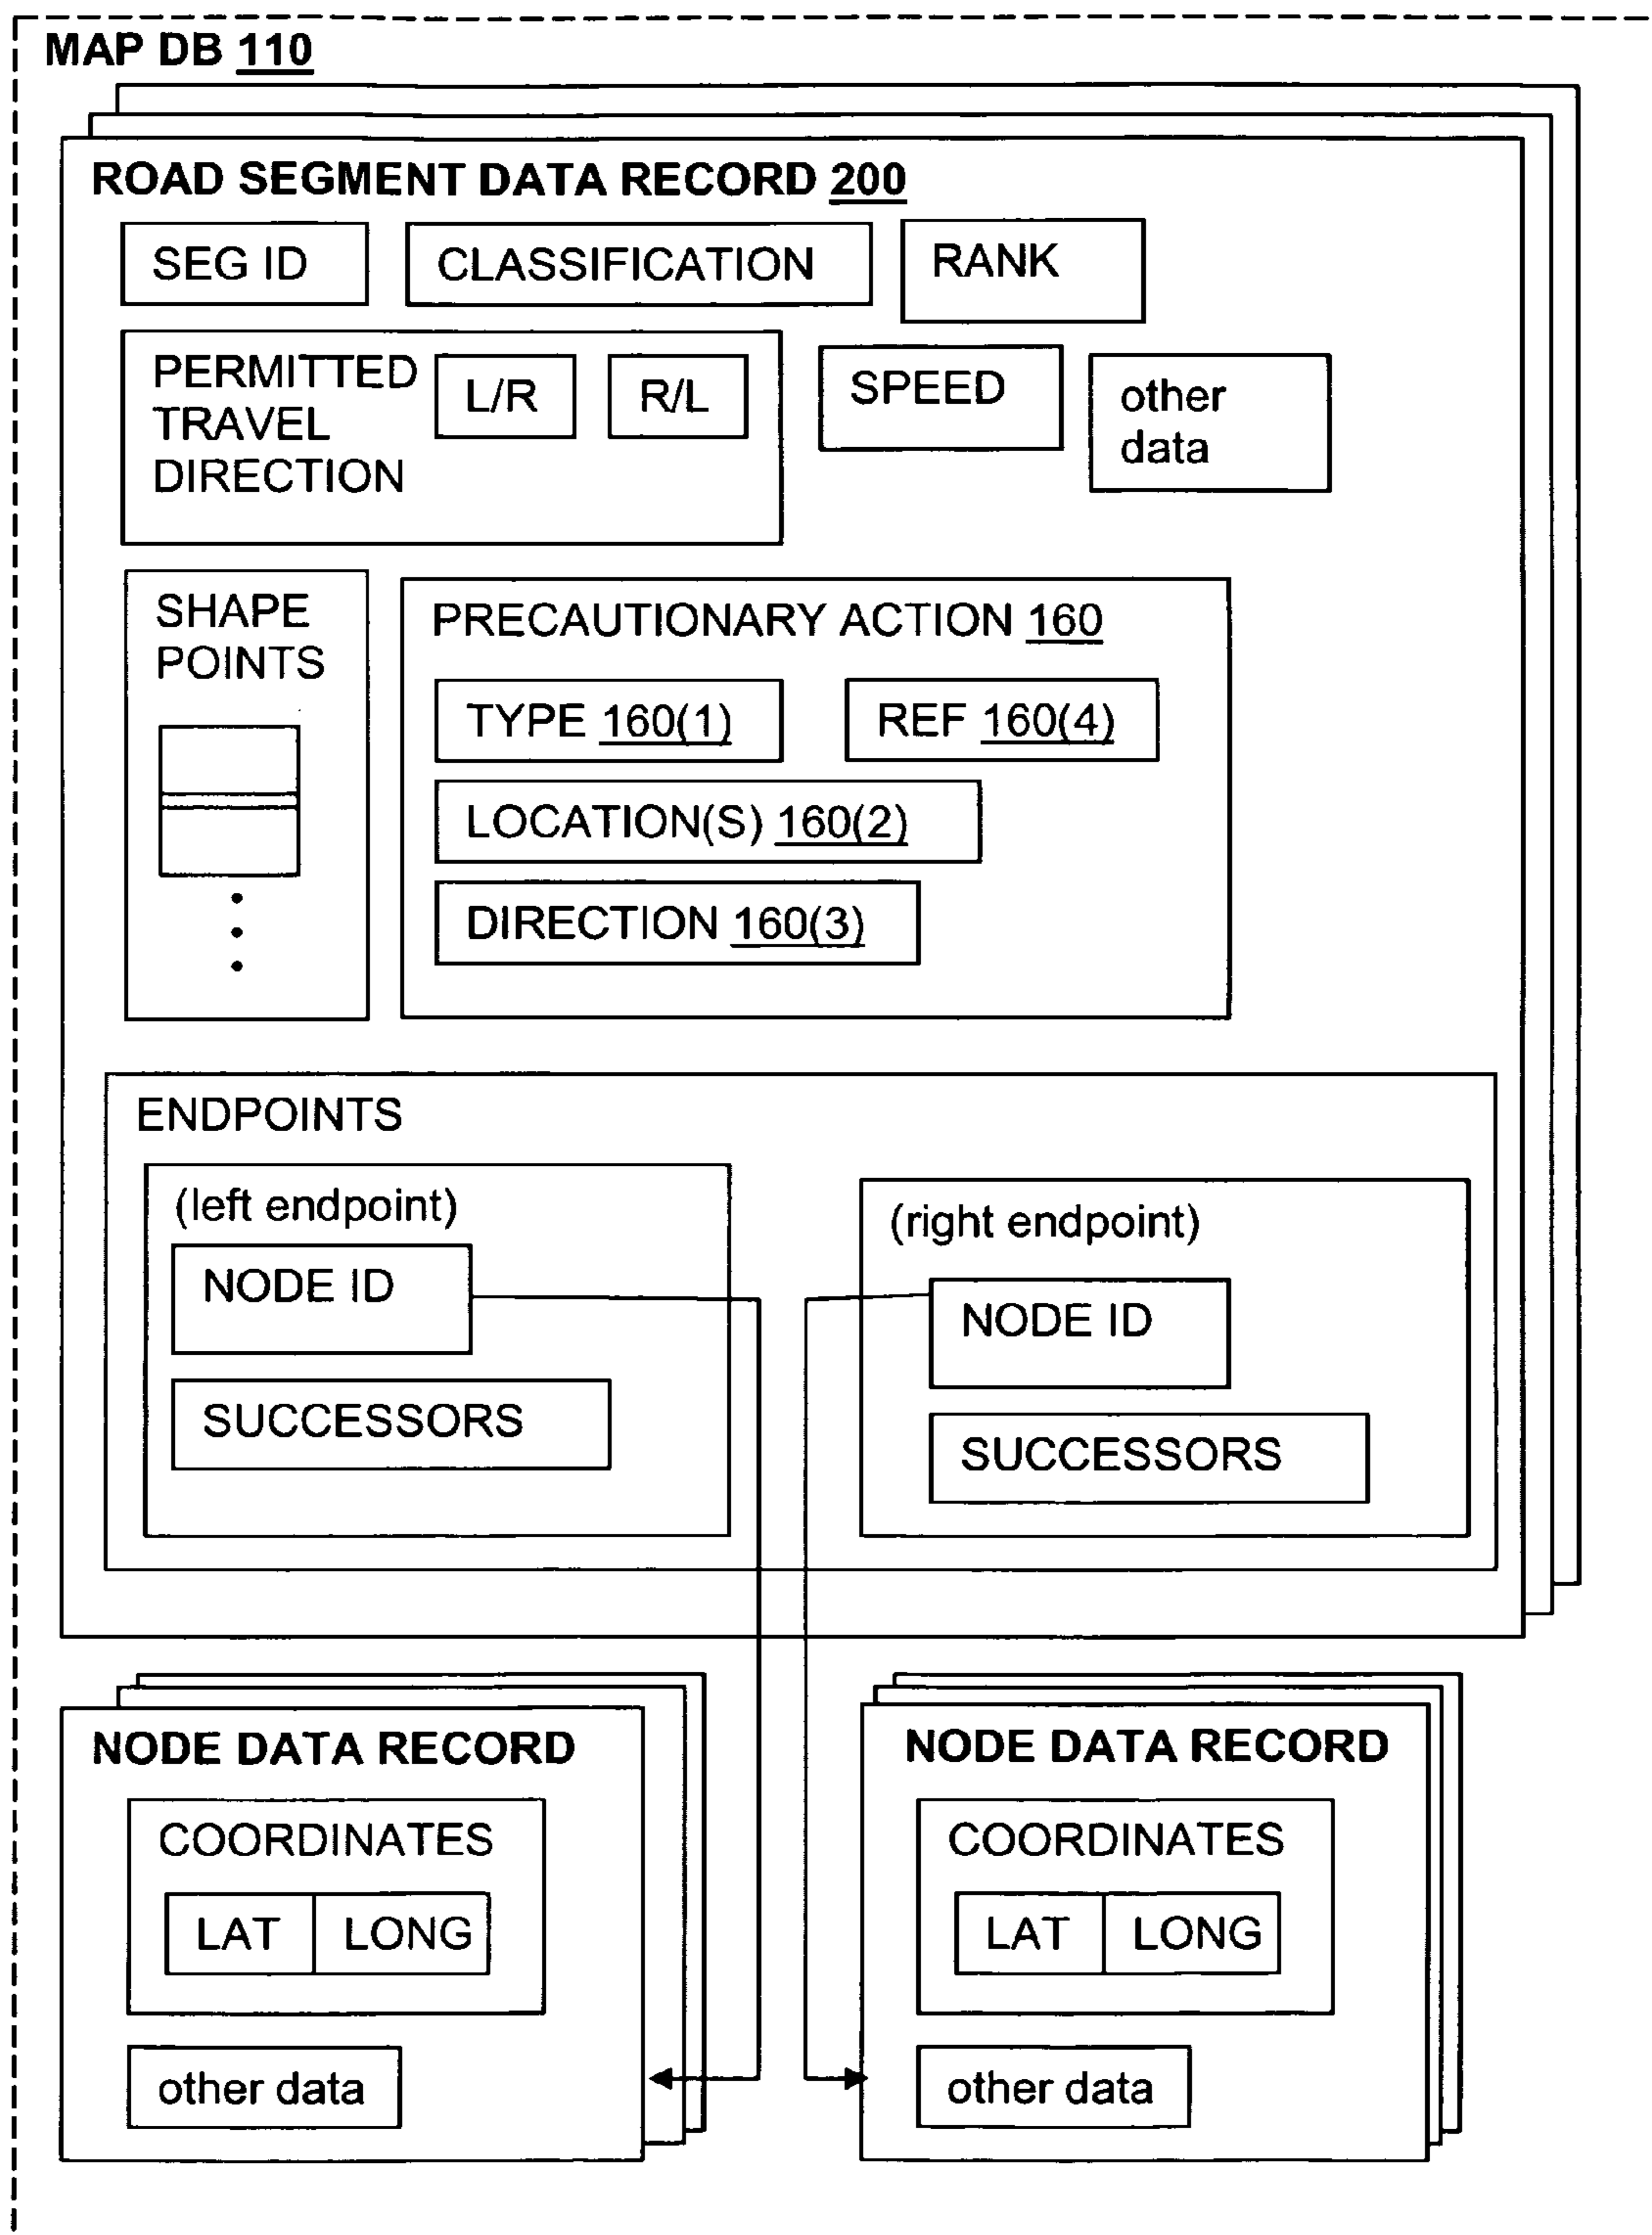 MAP DB 110
ROAD SEGMENT DATA RECORD 200
SEG ID
CLASSIFICATION
RANK
PERMITTED
TRAVEL
DIRECTION
L/R
R/L
SPEED
other
data
SHAPE
POINTS
PRECAUTIONARY ACTION 160
TYPE 160(1)
REF 160(4)
LOCATION(S) 160(2)
DIRECTION 160(3)
ENDPOINTS
(left endpoint)
NODE ID
SUCCESSORS
(right endpoint)
NODE ID
SUCCESSORS
NODE DATA RECORD
COORDINATES
LAT
LONG
other data
NODE DATA RECORD
COORDINATES
LAT
LONG
other data